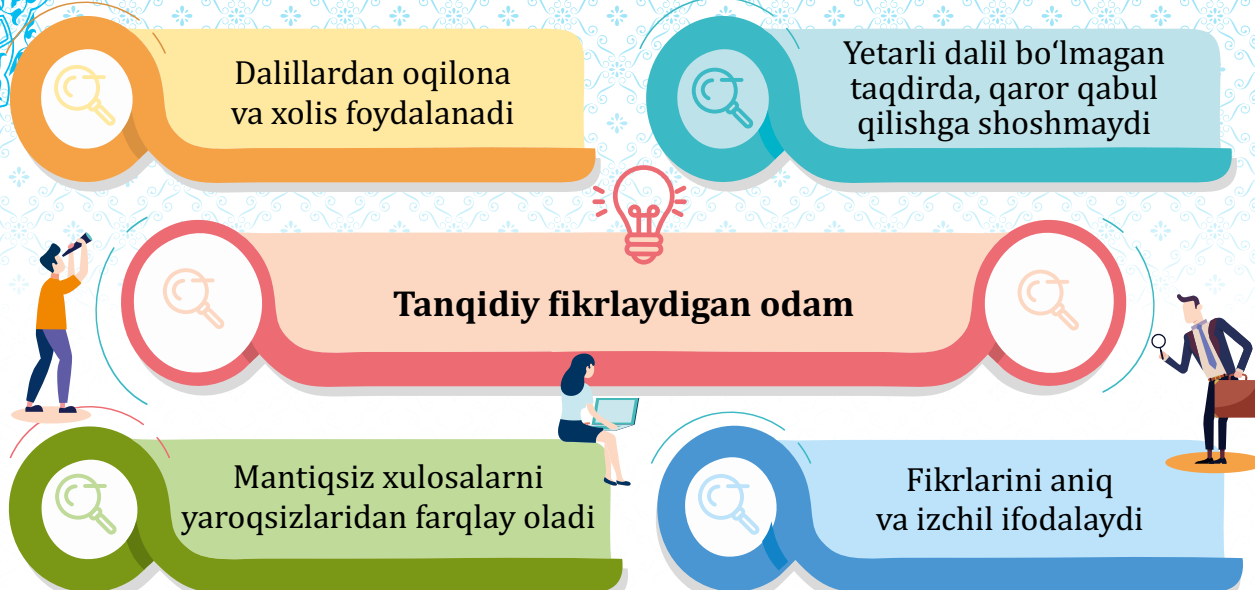 Dalillardan oqilona
va xolis foydalanadi
Yetarli dalil bo‘lmagan
taqdirda, qaror qabul
qilishga shoshmaydi
Tanqidiy fikrlaydigan odam
Mantiqsiz xulosalarni
yaroqsizlaridan farqlay oladi
Fikrlarini aniq
va izchil ifodalaydi